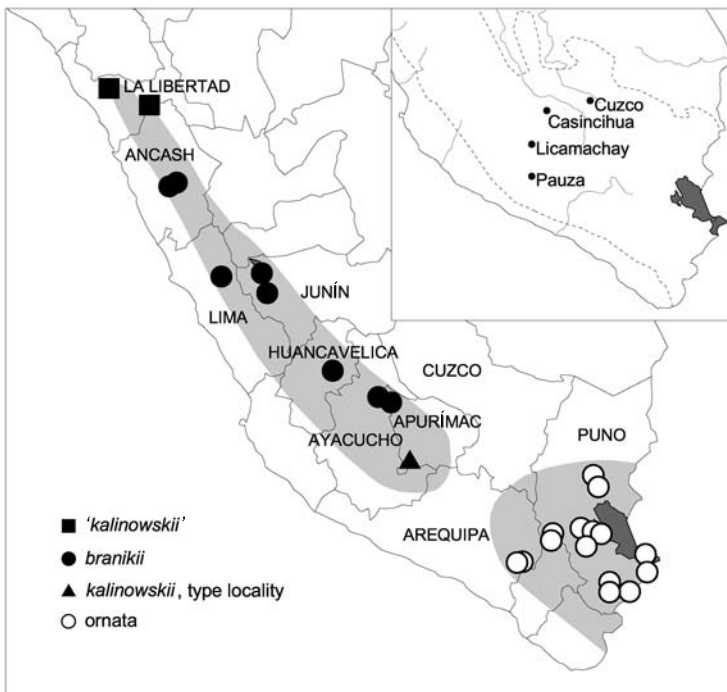 LA LIBERTAD
ANCASH
LIMA
JUNÍN
HUANCAVELICA
CUZCO
APURÍMAC
AYACUCHO
PUNO
AREQUIPA
Cuzco
Casincihua
Licamachay
Pauza
‘kalinowskii’
branikii
kalinowskii, type locality
ornata